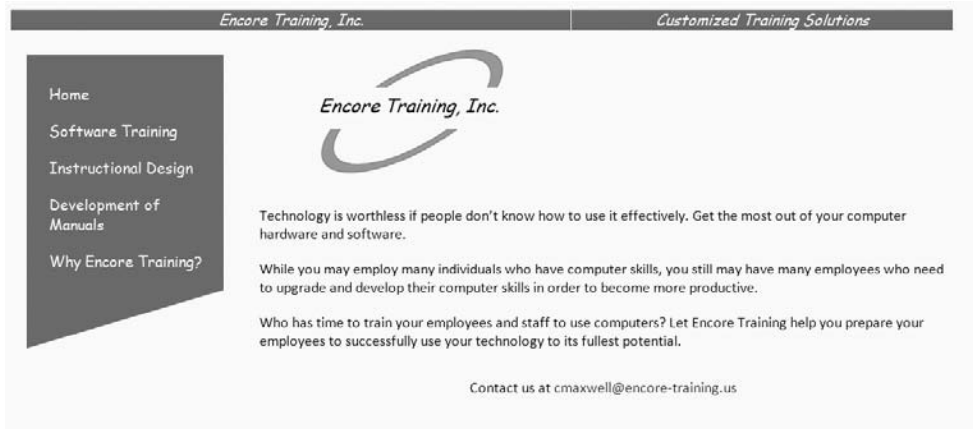 Encore Training, Inc.
Customized Training Solutions
Home
Software Training
Instructional Design
Development of
Manuals
Why Encore Training?
Encore Training, Inc.
Technology is worthless if people don't know how to use it effectively. Get the most out of your computer
hardware and software.
While you may employ many individuals who have computer skills, you still may have many employees who need
to upgrade and develop their computer skills in order to become more productive.
Who has time to train your employees and staff to use computers? Let Encore Training help you prepare your
employees to successfully use your technology to its fullest potential.
Contact us at cmaxwell@encore-training.us